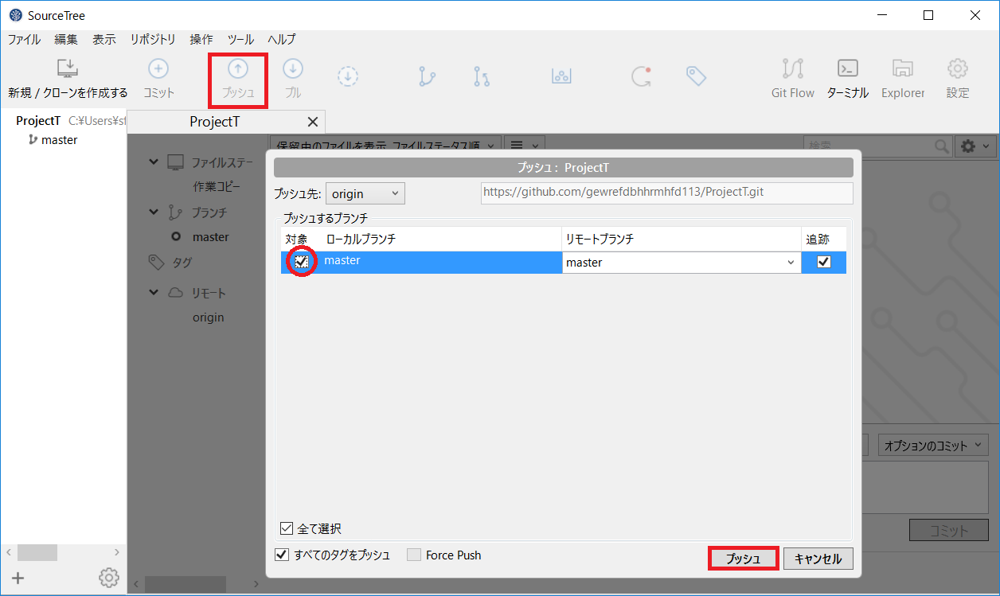 SourceTree
ファイル 編集 表示 リポジトリ 操作 ツール ヘルプ
新規 / クローンを作成する コミット プッシュ プル Git Flow ターミナル Explorer 設定
ProjectT C:¥Users¥st
master
ProjectT
保留中のファイルを表示, ファイルステータス順
検索
ファイルステー
作業コピー
ブランチ
master
タグ
リモート
origin
プッシュ : ProjectT
プッシュ先: origin https://github.com/gewrefdbhhrmhfd113/ProjectT.git
プッシュするブランチ
対象 ローカルブランチ リモートブランチ 追跡
master master
全て選択
すべてのタグをプッシュ Force Push
プッシュ キャンセル
オプションのコミット
コミット